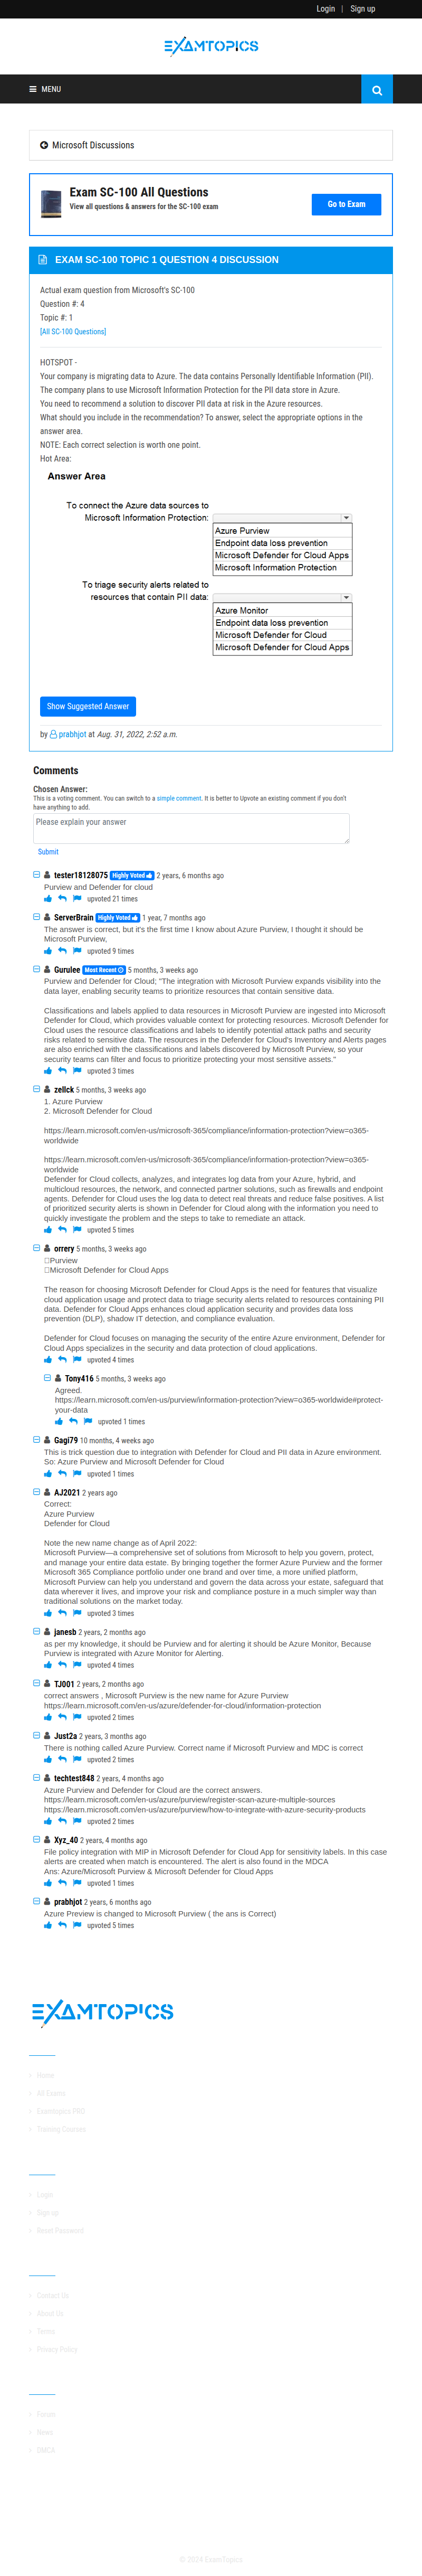 Login | Sign up
EXAMTOPICS
MENU
Microsoft Discussions
Exam SC-100 All Questions
View all questions & answers for the SC-100 exam
Go to Exam
EXAM SC-100 TOPIC 1 QUESTION 4 DISCUSSION
Actual exam question from Microsoft's SC-100
Question #: 4
Topic #: 1
[All SC-100 Questions]
HOTSPOT -
Your company is migrating data to Azure. The data contains Personally Identifiable Information (PII).
The company plans to use Microsoft Information Protection for the PII data store in Azure.
You need to recommend a solution to discover PII data at risk in the Azure resources.
What should you include in the recommendation? To answer, select the appropriate options in the
answer area.
NOTE: Each correct selection is worth one point.
Hot Area:
Answer Area
To connect the Azure data sources to
Microsoft Information Protection:
Azure Purview
Endpoint data loss prevention
Microsoft Defender for Cloud Apps
Microsoft Information Protection
To triage security alerts related to
resources that contain PII data:
Azure Monitor
Endpoint data loss prevention
Microsoft Defender for Cloud
Microsoft Defender for Cloud Apps
Show Suggested Answer
by prabhjot at Aug. 31, 2022, 2:52 a.m.
Comments
Chosen Answer:
This is a voting comment. You can switch to a simple comment. It is better to Upvote an existing comment if you don't
have anything to add.
Please explain your answer
Submit
tester18128075 Highly Voted 2 years, 6 months ago
Purview and Defender for cloud
upvoted 21 times
ServerBrain Highly Voted 1 year, 7 months ago
The answer is correct, but it's the first time I know about Azure Purview, I thought it should be
Microsoft Purview,
upvoted 9 times
Gurulee Most Recent 5 months, 3 weeks ago
Purview and Defender for Cloud; "The integration with Microsoft Purview expands visibility into the
data layer, enabling security teams to prioritize resources that contain sensitive data.
Classifications and labels applied to data resources in Microsoft Purview are ingested into Microsoft
Defender for Cloud, which provides valuable context for protecting resources. Microsoft Defender for
Cloud uses the resource classifications and labels to identify potential attack paths and security
risks related to sensitive data. The resources in the Defender for Cloud's Inventory and Alerts pages
are also enriched with the classifications and labels discovered by Microsoft Purview, so your
security teams can filter and focus to prioritize protecting your most sensitive assets."
upvoted 3 times
zellck 5 months, 3 weeks ago
1. Azure Purview
2. Microsoft Defender for Cloud
https://learn.microsoft.com/en-us/microsoft-365/compliance/information-protection?view=o365-
worldwide
https://learn.microsoft.com/en-us/microsoft-365/compliance/information-protection?view=o365-
worldwide
Defender for Cloud collects, analyzes, and integrates log data from your Azure, hybrid, and
multicloud resources, the network, and connected partner solutions, such as firewalls and endpoint
agents. Defender for Cloud uses the log data to detect real threats and reduce false positives. A list
of prioritized security alerts is shown in Defender for Cloud along with the information you need to
quickly investigate the problem and the steps to take to remediate an attack.
upvoted 5 times
orrery 5 months, 3 weeks ago
Purview
Microsoft Defender for Cloud Apps
The reason for choosing Microsoft Defender for Cloud Apps is the need for features that visualize
cloud application usage and protect data to triage security alerts related to resources containing PII
data. Defender for Cloud Apps enhances cloud application security and provides data loss
prevention (DLP), shadow IT detection, and compliance evaluation.
Defender for Cloud focuses on managing the security of the entire Azure environment, Defender for
Cloud Apps specializes in the security and data protection of cloud applications.
upvoted 4 times
Tony416 5 months, 3 weeks ago
Agreed.
https://learn.microsoft.com/en-us/purview/information-protection?view=o365-worldwide#protect-
your-data
upvoted 1 times
Gagi79 10 months, 4 weeks ago
This is trick question due to integration with Defender for Cloud and PII data in Azure environment.
So: Azure Purview and Microsoft Defender for Cloud
upvoted 1 times
AJ2021 2 years ago
Correct:
Azure Purview
Defender for Cloud
Note the new name change as of April 2022:
Microsoft Purview—a comprehensive set of solutions from Microsoft to help you govern, protect,
and manage your entire data estate. By bringing together the former Azure Purview and the former
Microsoft 365 Compliance portfolio under one brand and over time, a more unified platform,
Microsoft Purview can help you understand and govern the data across your estate, safeguard that
data wherever it lives, and improve your risk and compliance posture in a much simpler way than
traditional solutions on the market today.
upvoted 3 times
janesb 2 years, 2 months ago
as per my knowledge, it should be Purview and for alerting it should be Azure Monitor, Because
Purview is integrated with Azure Monitor for Alerting.
upvoted 4 times
TJ001 2 years, 2 months ago
correct answers , Microsoft Purview is the new name for Azure Purview
https://learn.microsoft.com/en-us/azure/defender-for-cloud/information-protection
upvoted 2 times
Just2a 2 years, 3 months ago
There is nothing called Azure Purview. Correct name if Microsoft Purview and MDC is correct
upvoted 2 times
techtest848 2 years, 4 months ago
Azure Purview and Defender for Cloud are the correct answers.
https://learn.microsoft.com/en-us/azure/purview/register-scan-azure-multiple-sources
https://learn.microsoft.com/en-us/azure/purview/how-to-integrate-with-azure-security-products
upvoted 2 times
Xyz_40 2 years, 4 months ago
File policy integration with MIP in Microsoft Defender for Cloud App for sensitivity labels. In this case
alerts are created when match is encountered. The alert is also found in the MDCA
Ans: Azure/Microsoft Purview & Microsoft Defender for Cloud Apps
upvoted 1 times
prabhjot 2 years, 6 months ago
Azure Preview is changed to Microsoft Purview ( the ans is Correct)
upvoted 5 times
EXAMTOPICS
Home
All Exams
Examtopics PRO
Training Courses
Login
Sign up
Reset Password
Contact Us
About Us
Terms
Privacy Policy
Forum
News
DMCA
© 2024 ExamTopics